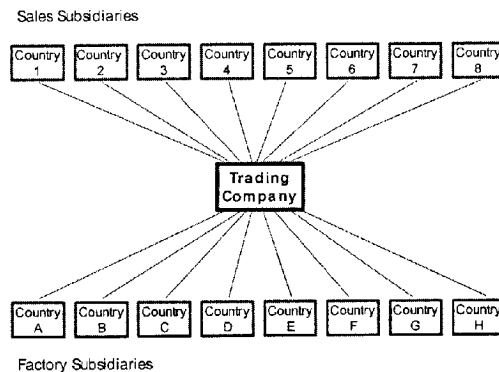 Sales Subsidiaries
Country Country Country Country Country Country Country Country
1 2 3 4 5 6 7 8
Trading
Company
Country Country Country Country Country Country Country Country
A B C D E F G H
Factory Subsidiaries